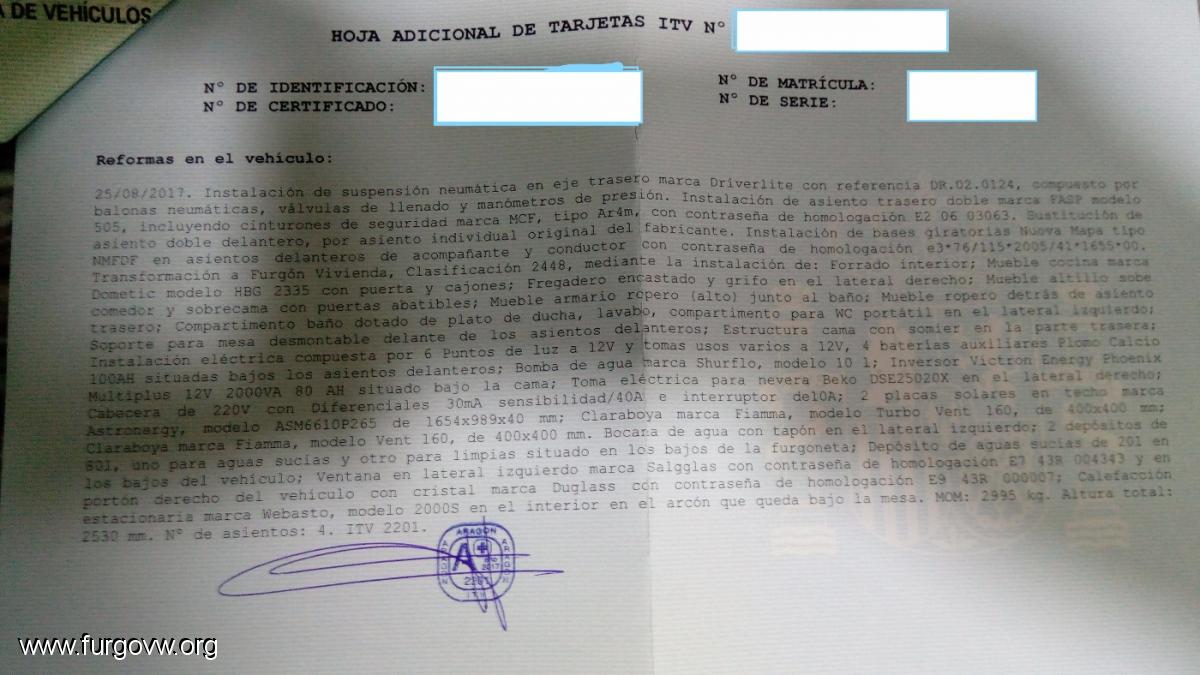 A DE VEHÍCULOS
HOJA ADICIONAL DE TARJETAS ITV Nº
Nº DE IDENTIFICACIÓN:
Nº DE CERTIFICADO:
Nº DE MATRÍCULA:
Nº DE SERIE:
Reformas en el vehículo:
25/08/2017. Instalación de suspensión neumática en eje trasero marca Driverlite con referencia DR.02.0124, compuesto por
balonas neumáticas, válvulas de llenado y manómetros de presión. Instalación de asiento trasero doble marca FASP modelo
505, incluyendo cinturones de seguridad marca MCF, tipo Ar4m, con contraseña de homologación E2 06 03063. Sustitución de
asiento doble delantero, por asiento individual original del fabricante. Instalación de bases giratorias Nuova Mapa tipo
NMFDF en asientos delanteros de acompañante y conductor con contraseña de homologación e3*76/115*2005/41*1655*00.
Transformación a Furgón Vivienda, Clasificación 2448, mediante la instalación de: Forrado interior; Mueble cocina marca
Dometic modelo HBG 2335 con puerta y cajones; Fregadero encastado y grifo en el lateral derecho; Mueble altillo sobe
comedor y sobrecama con puertas abatibles; Mueble armario ropero (alto) junto al baño; Mueble ropero detrás de asiento
trasero; Compartimento baño dotado de plato de ducha, lavabo, compartimento para WC portátil en el lateral izquierdo;
Soporte para mesa desmontable delante de los asientos delanteros; Estructura cama con somier en la parte trasera;
Instalación eléctrica compuesta por 6 Puntos de luz a 12V y tomas usos varios a 12V, 4 baterías auxiliares Plomo Calcio
100AH situadas bajos los asientos delanteros; Bomba de agua marca Shurflo, modelo 10 l; Inversor Victron Energy Phoenix
Multiplus 12V 2000VA 80 AH situado bajo la cama; Toma eléctrica para nevera Beko DSE25020X en el lateral derecho;
Cabecera de 220V con Diferenciales 30mA sensibilidad/40A e interruptor de10A; 2 placas solares en techo marca
Astronergy, modelo ASM6610P265 de 1654x989x40 mm; Claraboya marca Fiamma, modelo Turbo Vent 160, de 400x400 mm;
Claraboya marca Fiamma, modelo Vent 160, de 400x400 mm. Bocana de agua con tapón en el lateral izquierdo; 2 depósitos de
80l, uno para aguas sucias y otro para limpias situado en los bajos de la furgoneta; Depósito de aguas sucias de 20l en
los bajos del vehículo; Ventana en lateral izquierdo marca Salgglas con contraseña de homologación E7 43R 004343 y en
portón derecho del vehículo con cristal marca Duglass con contraseña de homologación E9 43R 000007; Calefacción
estacionaria marca Webasto, modelo 2000S en el interior en el arcón que queda bajo la mesa. MOM: 2995 kg. Altura total:
2530 mm. Nº de asientos: 4. ITV 2201.
ARAGON
ARAGON
ARAGON
A
2017
2201
ITV
www.furgovw.org